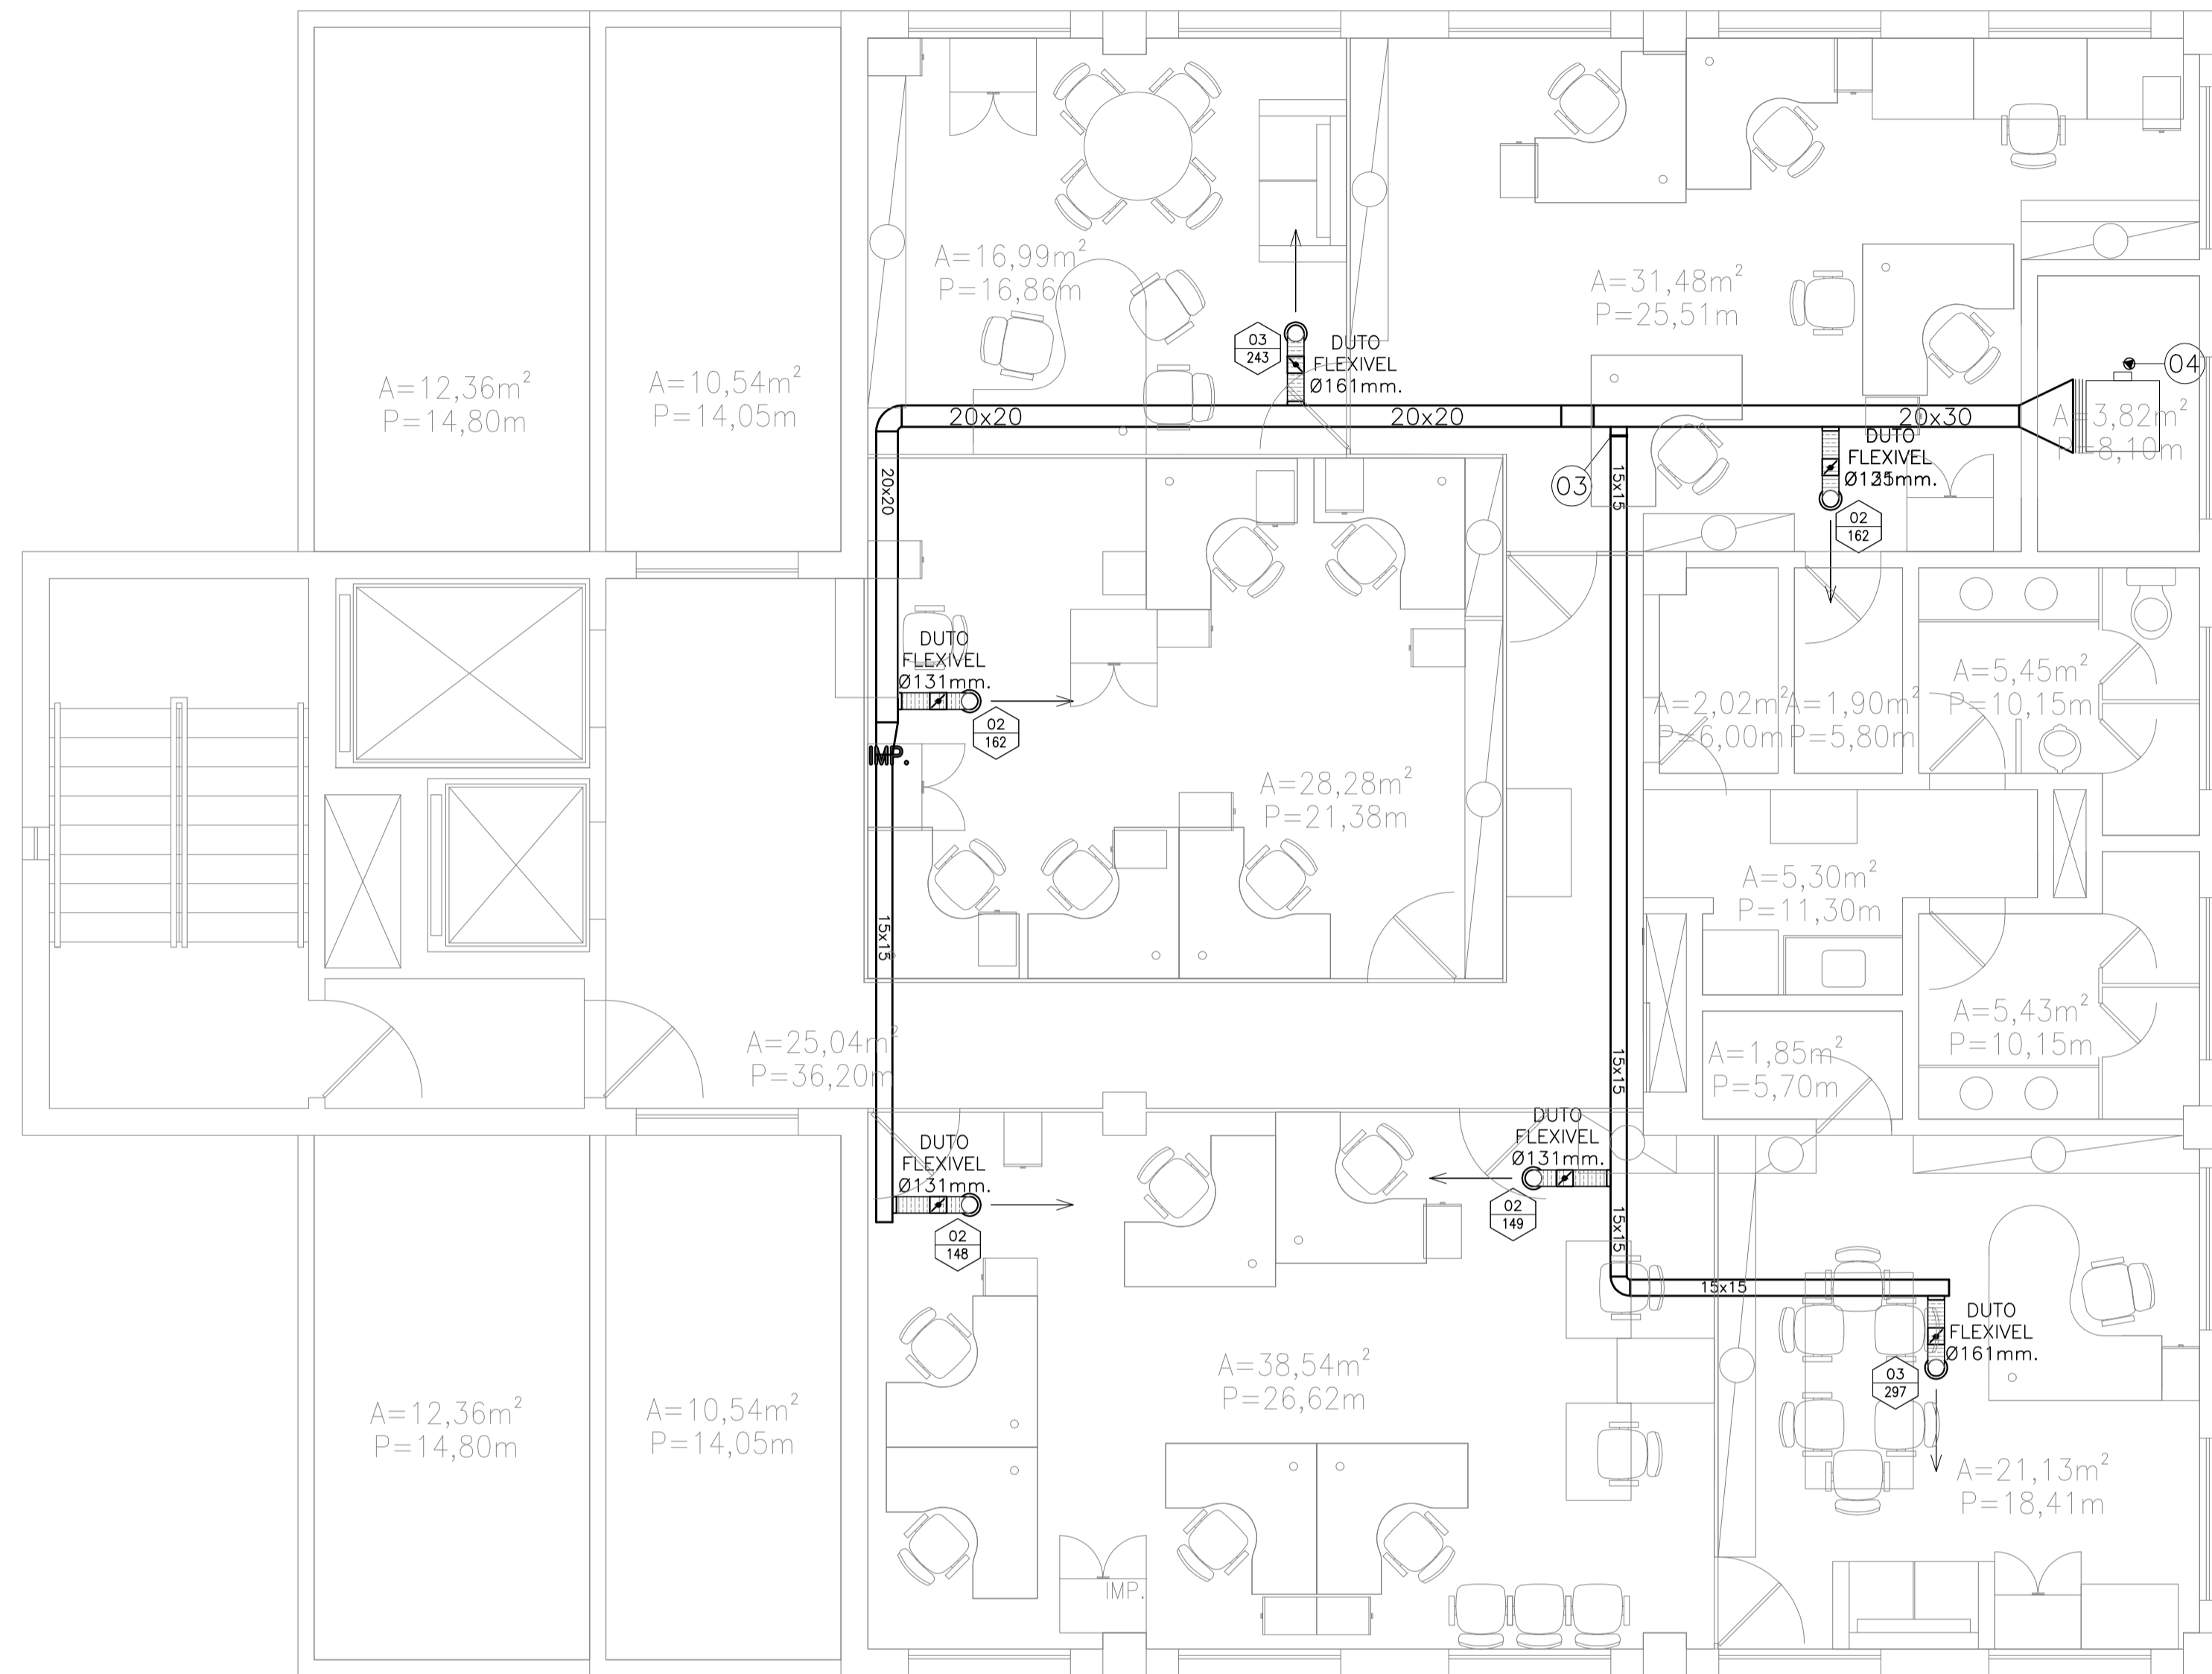 A=12,36m²
P=14,80m
A=10,54m²
P=14,05m
A=16,99m²
P=16,86m
A=31,48m²
P=25,51m
03
243
DUTO
FLEXIVEL
Ø161mm.
04
A=3,82m²
P=8,10m
20x20
20x20
20x30
DUTO
FLEXIVEL
03
15x15
20x20
02
162
DUTO
FLEXIVEL
Ø131mm.
02
162
IMP.
A=28,28m²
P=21,38m
A=2,02m²
P=6,00m
A=1,90m²
P=5,80m
A=5,45m²
P=10,15m
A=5,30m²
P=11,30m
15x15
A=25,04m²
P=36,20m
15x15
A=1,85m²
P=5,70m
A=5,43m²
P=10,15m
DUTO
FLEXIVEL
Ø131mm.
02
148
DUTO
FLEXIVEL
Ø131mm.
02
149
15x15
15x15
DUTO
FLEXIVEL
Ø161mm.
03
297
A=12,36m²
P=14,80m
A=10,54m²
P=14,05m
A=38,54m²
P=26,62m
A=21,13m²
P=18,41m
IMP.